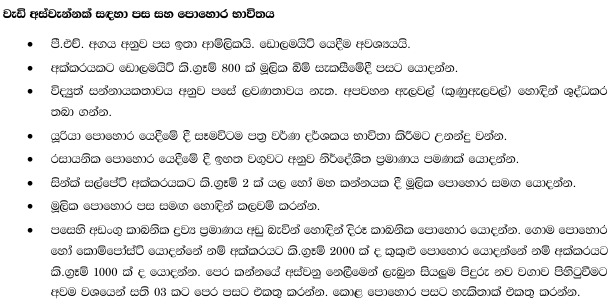 වැඩි අස්වැන්නක් සඳහා පස සහ පොහොර භාවිතය
• පී.එච්. අගය අනුව පස ඉතා ආම්ලිකයි. ඩොලමයිට් යෙදීම අවශ්‍යයයි.
• අක්කරයකට ඩොලමයිට් කි.ග්‍රෑම් 800 ක් මූලික බිම් සැකසීමේදී පසට යොදන්න.
• විද්‍යුත් සන්නායකතාවය අනුව පසේ ලවණතාවය නැත. අපවහන ඇලවල් (කුණුඇලවල්) හොඳින් ශුද්ධකර
තබා ගන්න.
• යූරියා පොහොර යෙදීමේ දී සෑමවිටම පත්‍ර වර්ණ දර්ශකය භාවිතා කිරීමට උනන්දු වන්න.
• රසායනික පොහොර යෙදීමේ දී ඉහත වගුවට අනුව නිර්දේශිත ප්‍රමාණය පමණක් යොදන්න.
• සින්ක් සල්පේට් අක්කරයකට කි.ග්‍රෑම් 2 ක් යල හෝ මහ කන්නයක දී මූලික පොහොර සමඟ යොදන්න.
• මූලික පොහොර පස සමඟ හොඳින් කලවම් කරන්න.
• පසෙහි අඩංගු කාබනික ද්‍රව්‍ය ප්‍රමාණය අඩු බැවින් හොඳින් දිරූ කාබනික පොහොර යොදන්න. ගොම පොහොර
හෝ කොම්පෝස්ට් යොදන්නේ නම් අක්කරයට කි.ග්‍රෑම් 2000 ක් ද කුකුළු පොහොර යොදන්නේ නම් අක්කරයට
කි.ග්‍රෑම් 1000 ක් ද යොදන්න. පෙර කන්නයේ අස්වනු නෙලීමෙන් ලැබුන සියලුම පිදුරු නව වගාව පිහිටුවීමට
අවම වශයෙන් සති 03 කට පෙර පසට එකතු කරන්න. කොළ පොහොර පසට හැකිතාක් එකතු කරන්න.